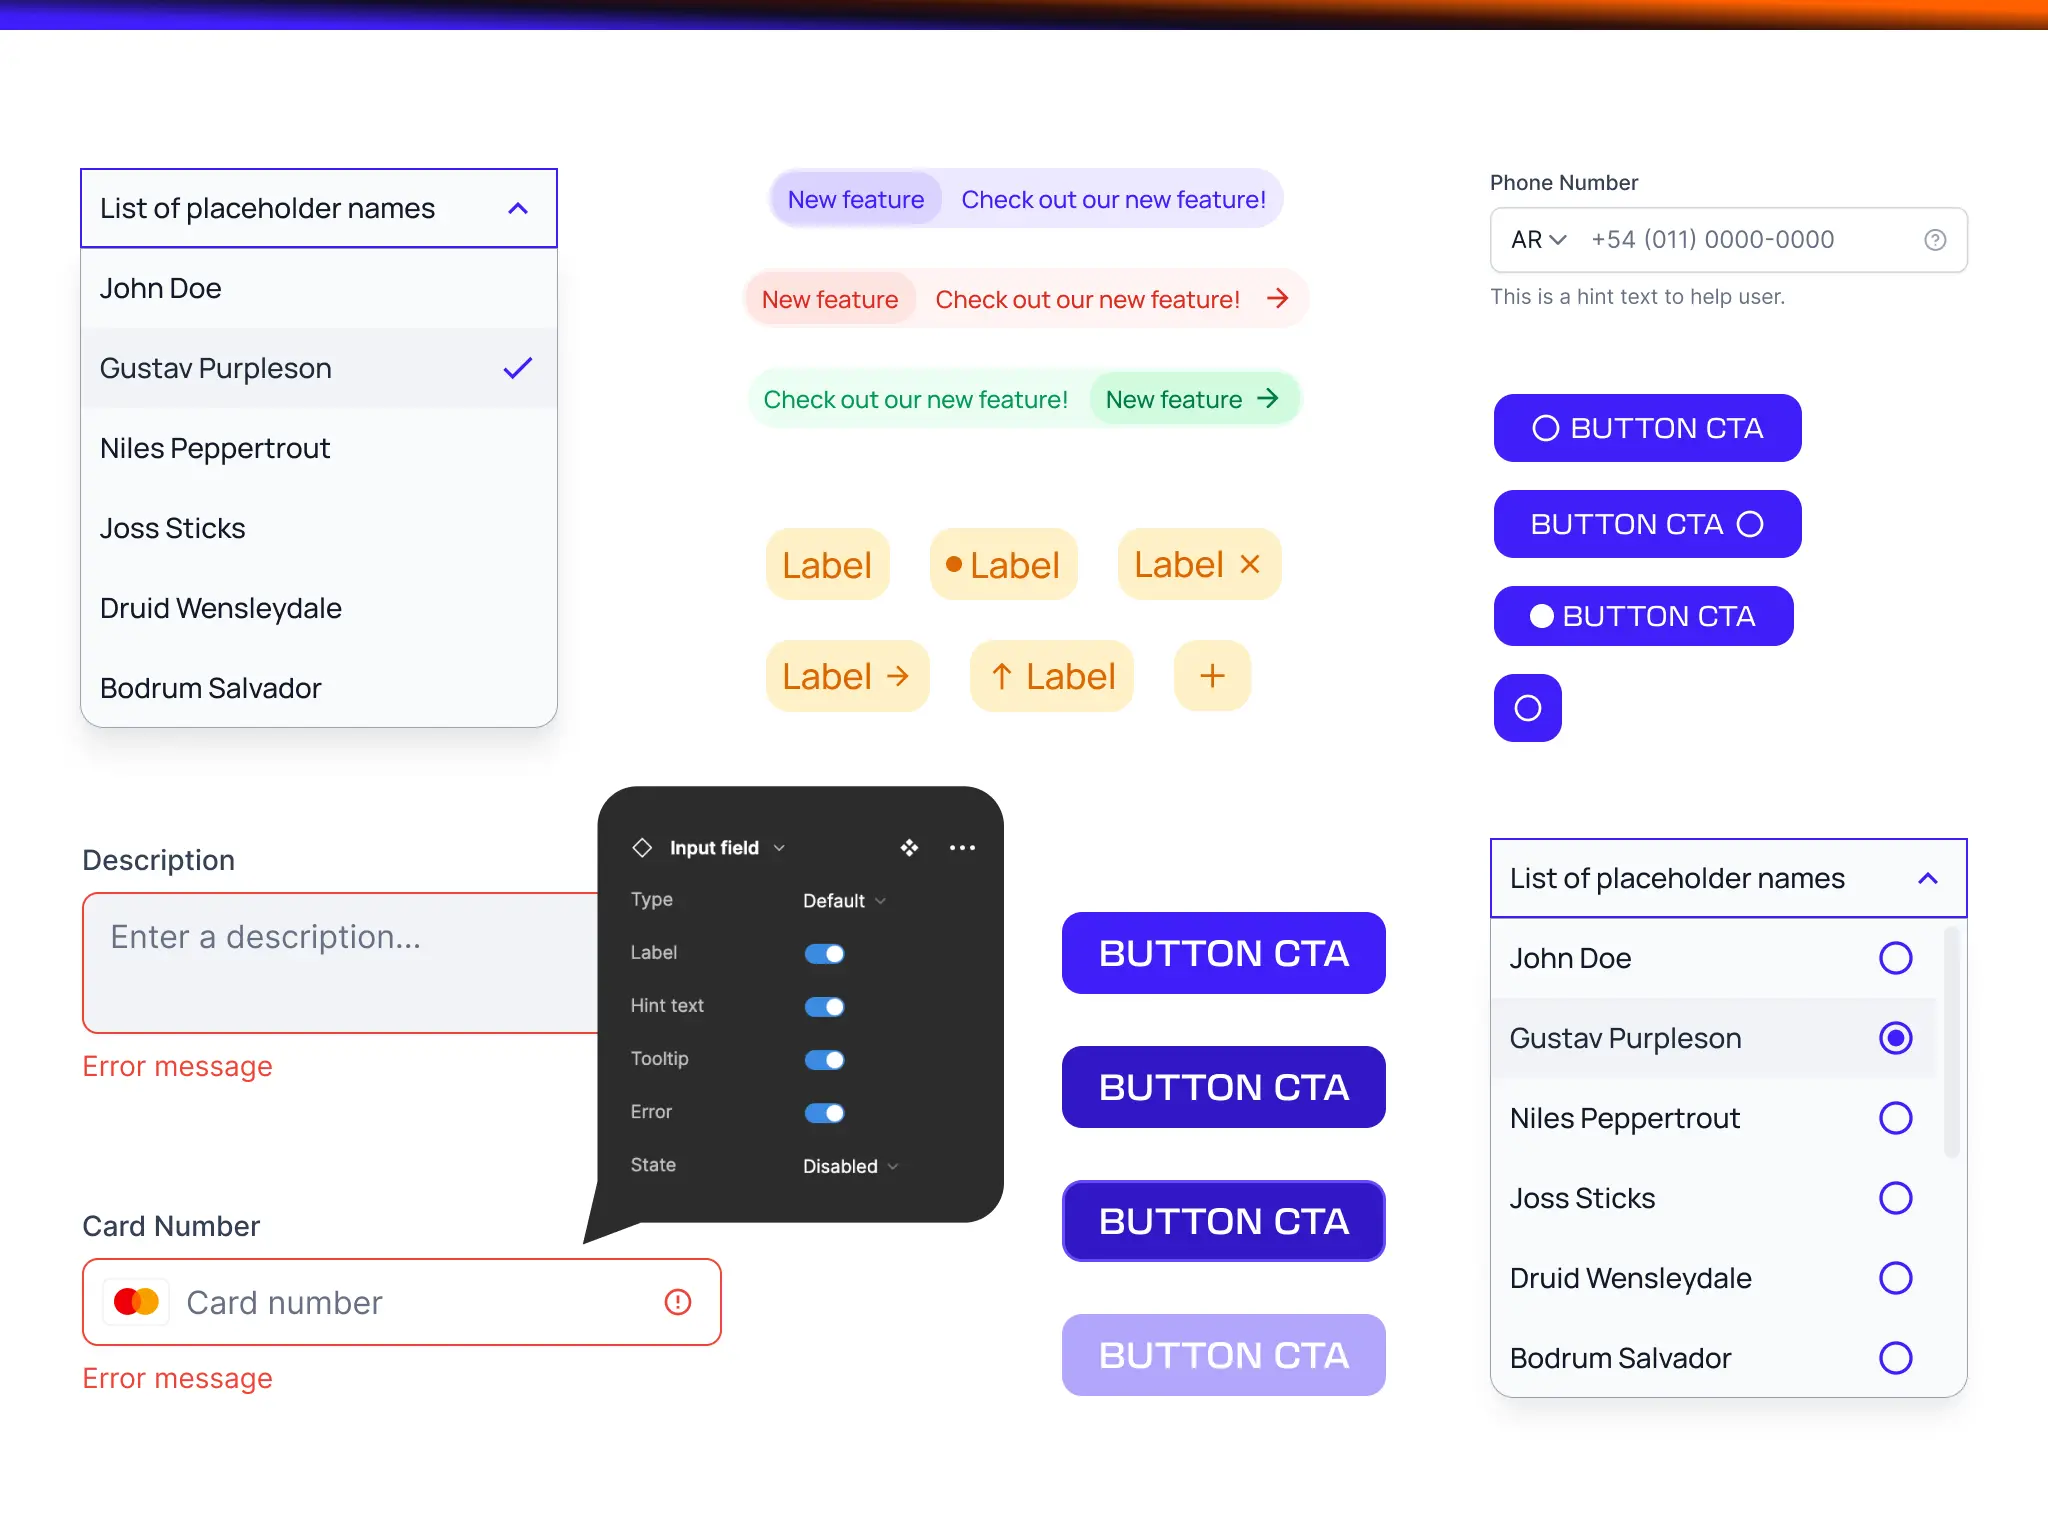 List of placeholder names
John Doe
Gustav Purpleson
Niles Peppertrout
Joss Sticks
Druid Wensleydale
Bodrum Salvador
New feature Check out our new feature!
New feature Check out our new feature! →
Check out our new feature! New feature →
Label
Label
Label ×
Label →
↑ Label
+
Phone Number
AR +54 (011) 0000-0000
This is a hint text to help user.
BUTTON CTA
BUTTON CTA
BUTTON CTA
Description
Enter a description...
Error message
Card Number
Card number
Error message
Input field
Type Default
Label
Hint text
Tooltip
Error
State Disabled
BUTTON CTA
BUTTON CTA
BUTTON CTA
BUTTON CTA
List of placeholder names
John Doe
Gustav Purpleson
Niles Peppertrout
Joss Sticks
Druid Wensleydale
Bodrum Salvador